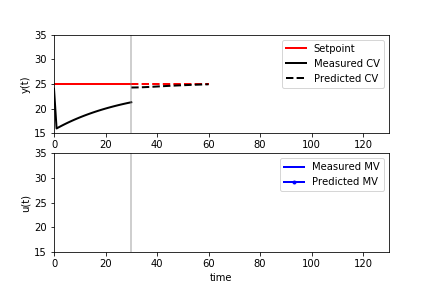 35
30
25
20
15
y(t)
Setpoint
Measured CV
Predicted CV
0 20 40 60 80 100 120
35
30
25
20
15
u(t)
Measured MV
Predicted MV
0 20 40 60 80 100 120
time